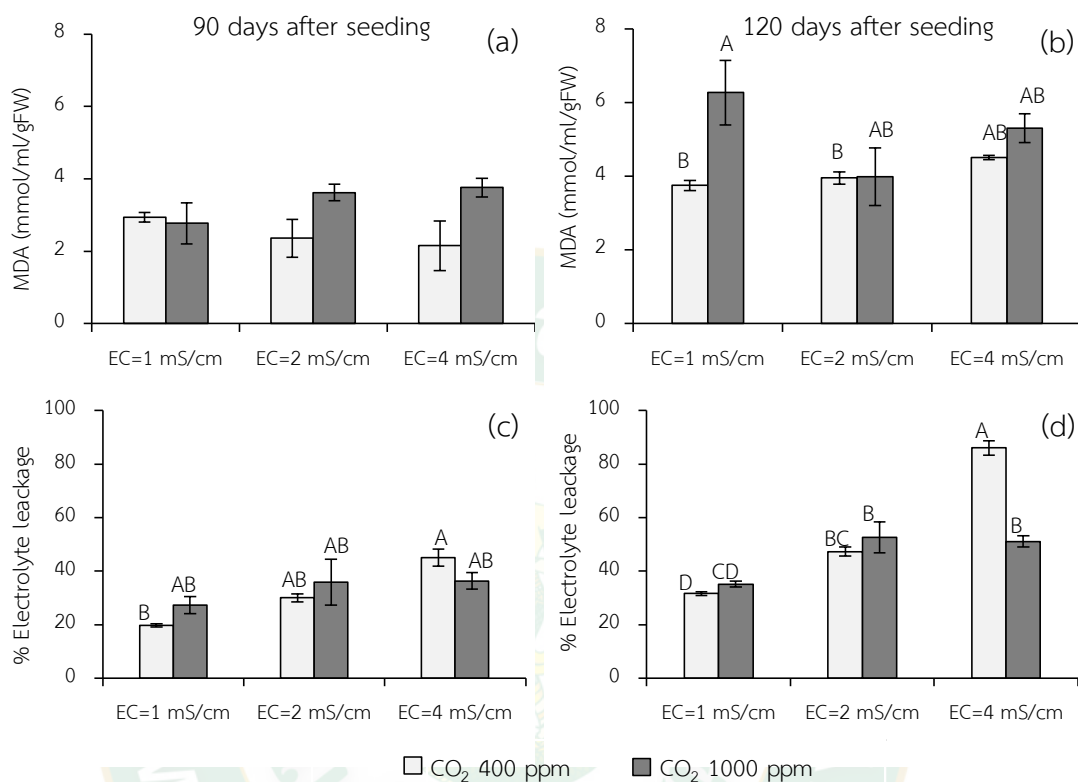 90 days after seeding
(a)
8
6
4
2
0
MDA (mmol/ml/gFW)
EC=1 mS/cm
EC=2 mS/cm
EC=4 mS/cm
120 days after seeding
(b)
8
6
4
2
0
MDA (mmol/ml/gFW)
B
A
B
AB
AB
AB
EC=1 mS/cm
EC=2 mS/cm
EC=4 mS/cm
(c)
100
80
60
40
20
0
% Electrolyte leackage
B
AB
AB
AB
A
AB
EC=1 mS/cm
EC=2 mS/cm
EC=4 mS/cm
(d)
100
80
60
40
20
0
% Electrolyte leackage
D
CD
BC
B
A
B
EC=1 mS/cm
EC=2 mS/cm
EC=4 mS/cm
CO₂ 400 ppm
CO₂ 1000 ppm